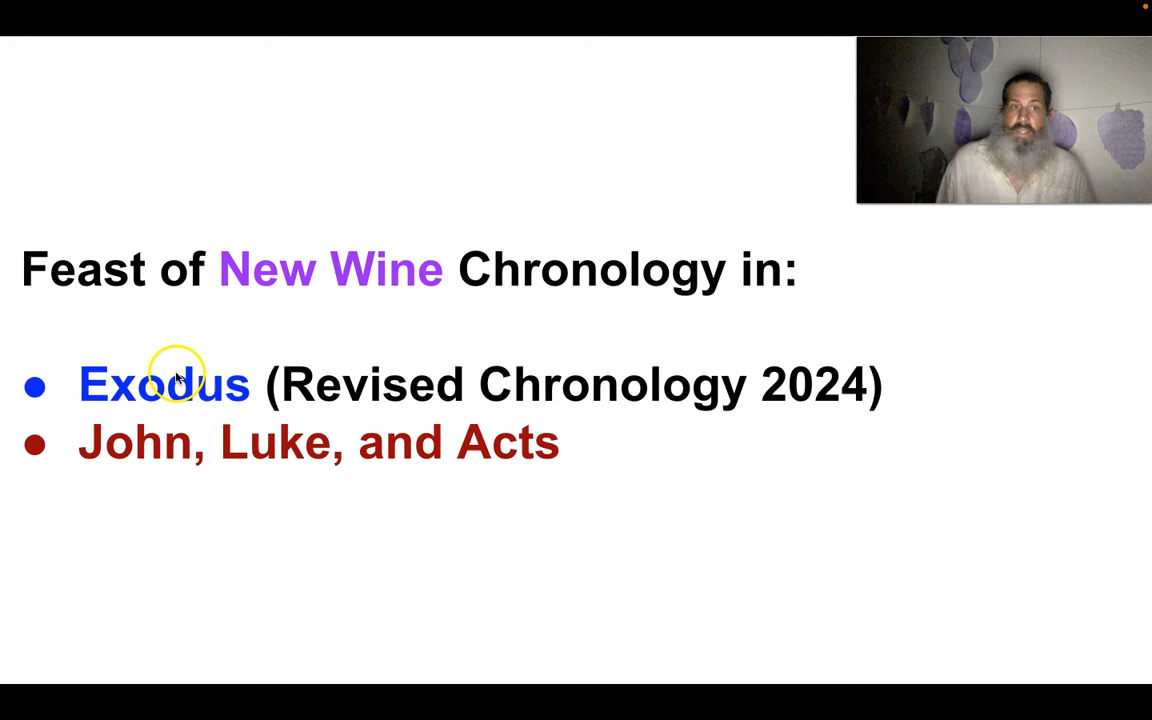 Feast of New Wine Chronology in:
● Exodus (Revised Chronology 2024)
● John, Luke, and Acts